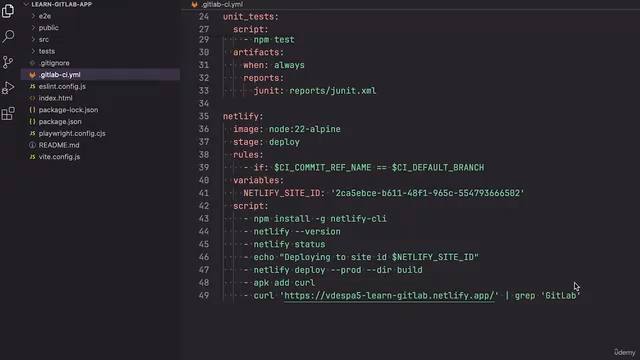 LEARN-GITLAB-APP
e2e
public
src
tests
.gitignore
.gitlab-ci.yml
eslint.config.js
index.html
package-lock.json
package.json
playwright.config.cjs
README.md
vite.config.js
.gitlab-ci.yml
24 unit_tests:
27 script:
29 - npm test
30 artifacts:
31 when: always
32 reports:
33 junit: reports/junit.xml
34
35 netlify:
36 image: node:22-alpine
37 stage: deploy
38 rules:
39 - if: $CI_COMMIT_REF_NAME == $CI_DEFAULT_BRANCH
40 variables:
41 NETLIFY_SITE_ID: '2ca5ebce-b611-48f1-965c-554793666502'
42 script:
43 - npm install -g netlify-cli
44 - netlify --version
45 - netlify status
46 - echo "Deploying to site id $NETLIFY_SITE_ID"
47 - netlify deploy --prod --dir build
48 - apk add curl
49 - curl 'https://vdespa5-learn-gitlab.netlify.app/' | grep 'GitLab'
ûdemy